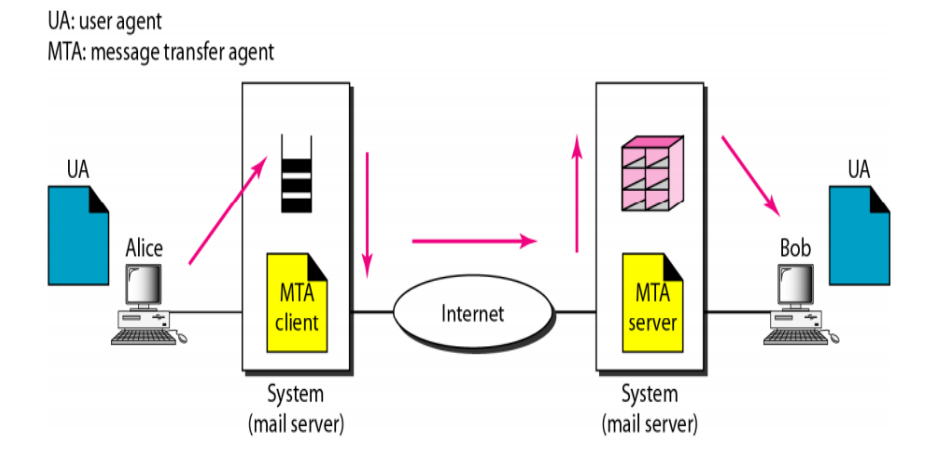 UA: user agent
MTA: message transfer agent
UA
Alice
MTA
client
System
(mail server)
Internet
MTA
server
System
(mail server)
UA
Bob